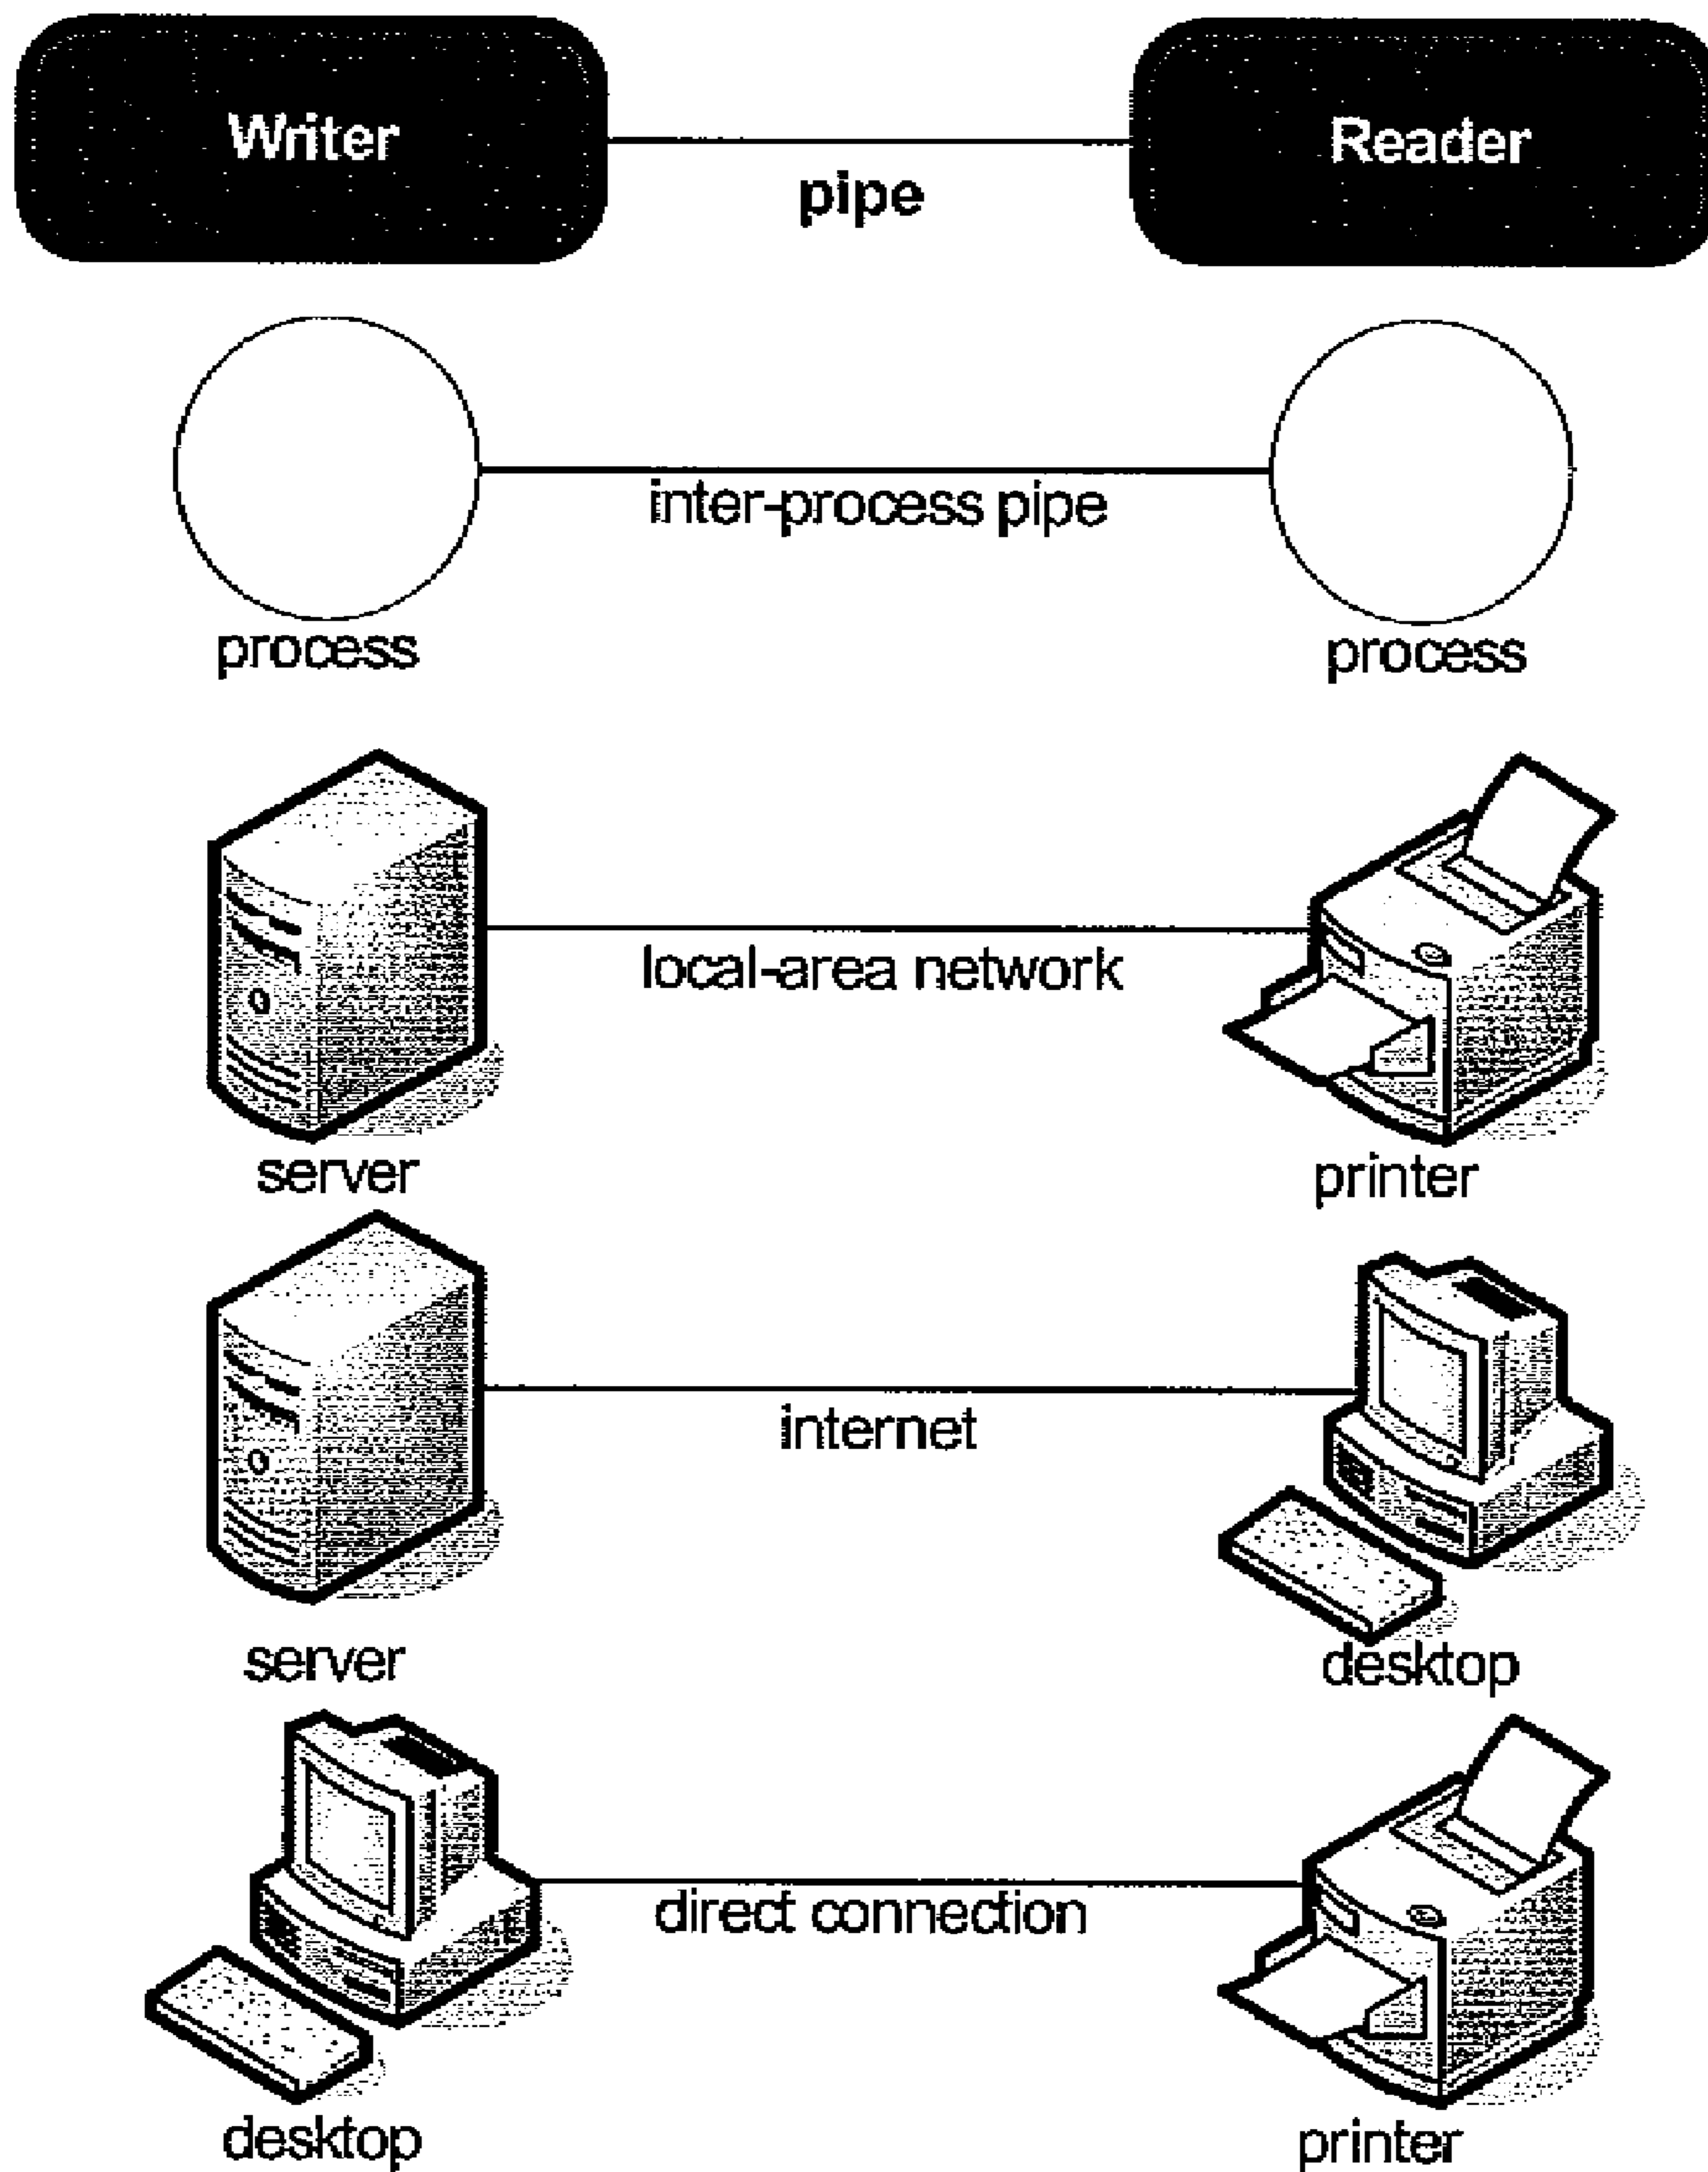 Writer
Reader
pipe
inter-process pipe
process
process
local-area network
server
printer
internet
server
desktop
direct connection
desktop
printer